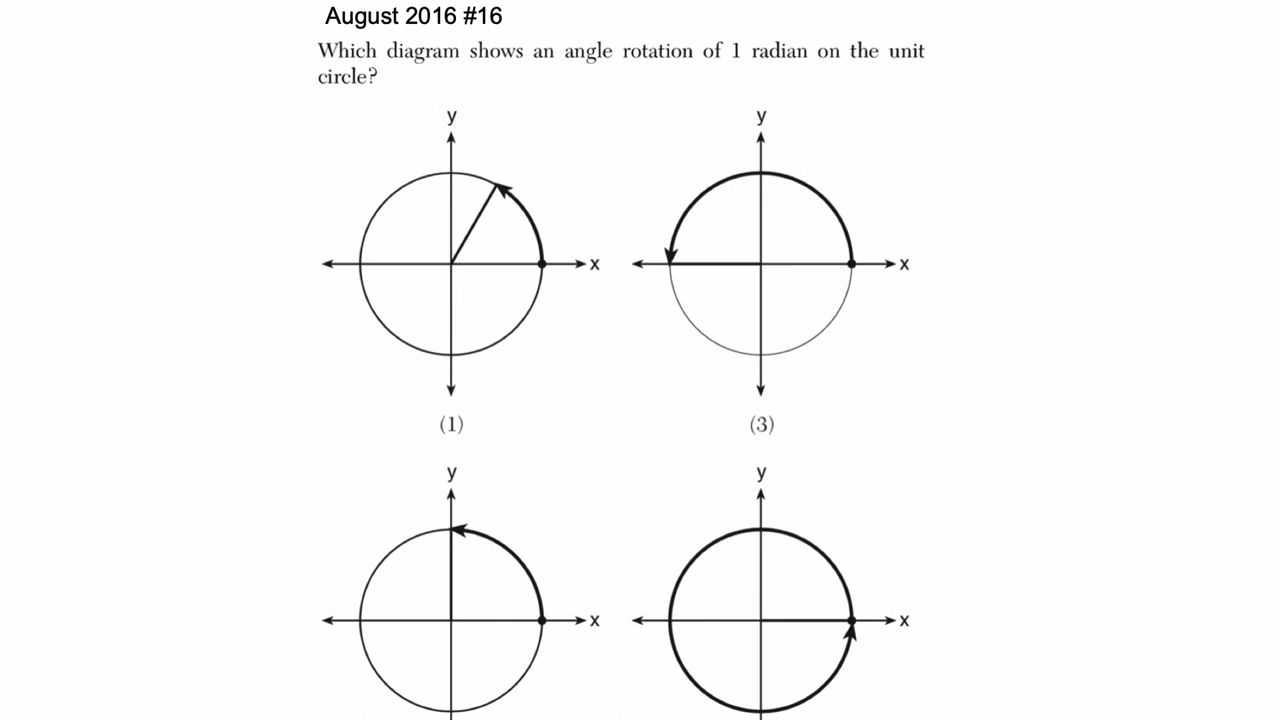 August 2016 #16
Which diagram shows an angle rotation of 1 radian on the unit
circle?
y
x
(1)
y
x
(3)
y
x
y
x